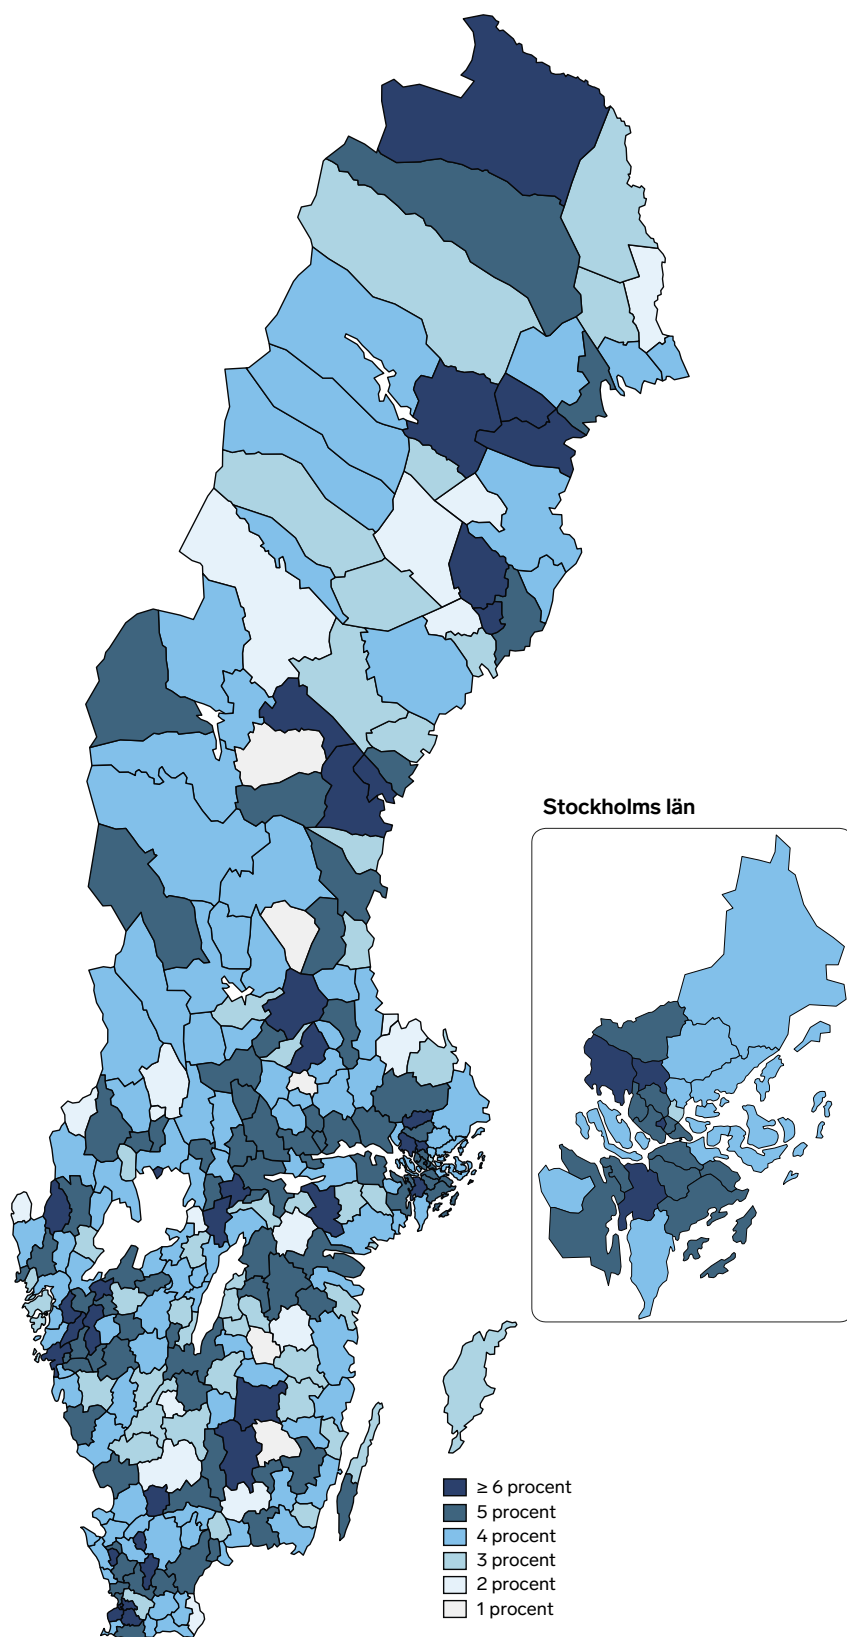 Stockholms län
≥ 6 procent
5 procent
4 procent
3 procent
2 procent
1 procent